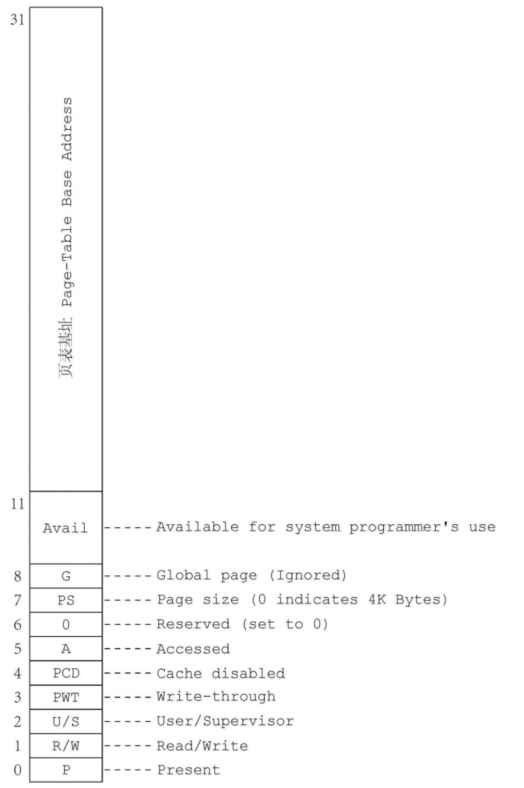 31
页表基址 Page-Table Base Address
11
Avail ----- Available for system programmer's use
8 G ----- Global page (Ignored)
7 PS ----- Page size (0 indicates 4K Bytes)
6 0 ----- Reserved (set to 0)
5 A ----- Accessed
4 PCD ----- Cache disabled
3 PWT ----- Write-through
2 U/S ----- User/Supervisor
1 R/W ----- Read/Write
0 P ----- Present